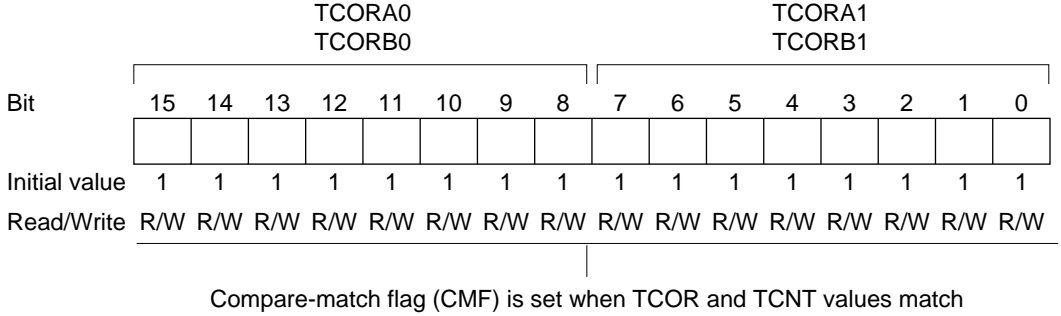 TCORA0 TCORA1
TCORB0 TCORB1
Bit 15 14 13 12 11 10 9 8 7 6 5 4 3 2 1 0
Initial value 1 1 1 1 1 1 1 1 1 1 1 1 1 1 1 1
Read/Write R/W R/W R/W R/W R/W R/W R/W R/W R/W R/W R/W R/W R/W R/W R/W R/W
Compare-match flag (CMF) is set when TCOR and TCNT values match